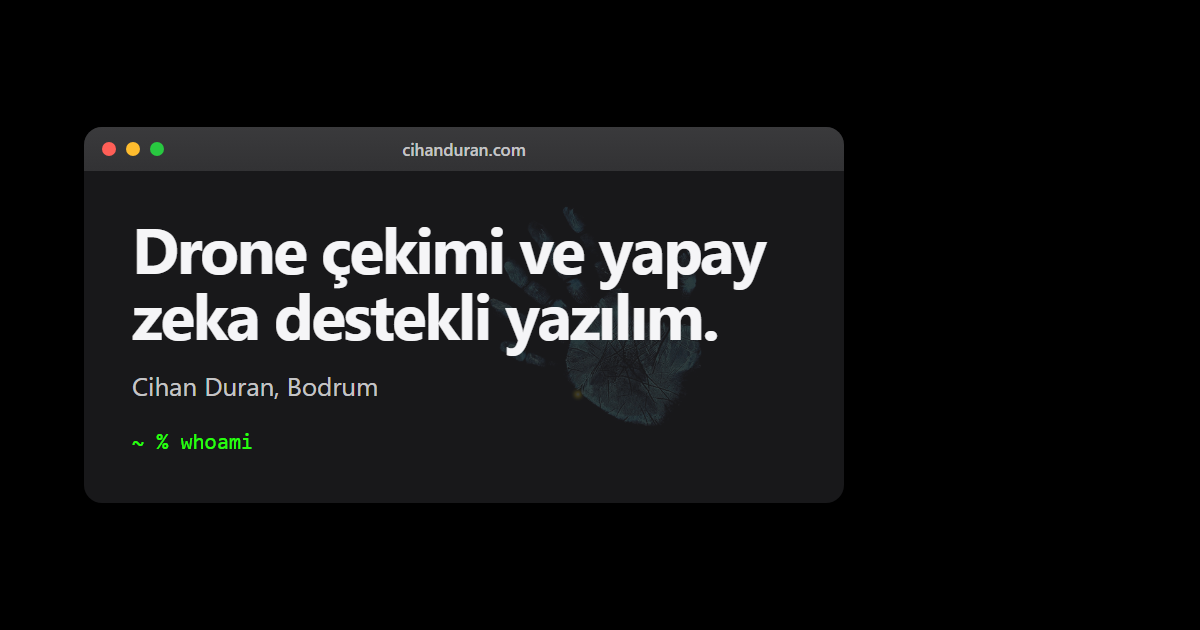 cihanduran.com
Drone çekimi ve yapay
zeka destekli yazılım.
Cihan Duran, Bodrum
~ % whoami